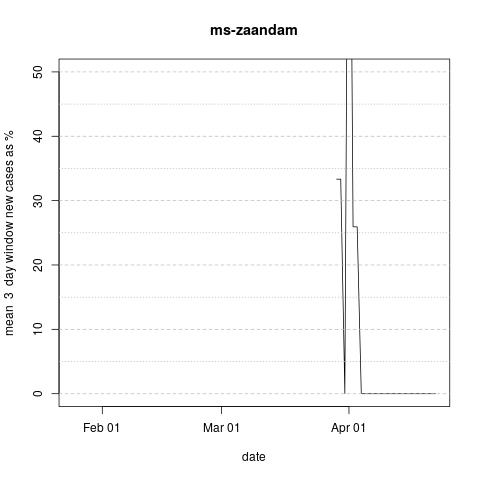 ms-zaandam
mean 3 day window new cases as %
50
40
30
20
10
0
Feb 01
Mar 01
Apr 01
date